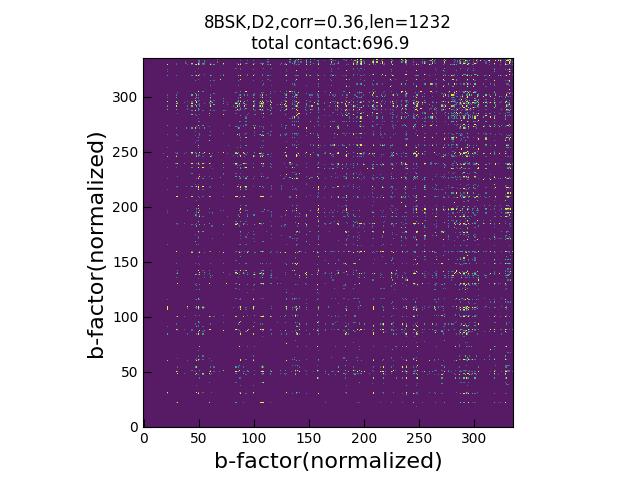 8BSK,D2,corr=0.36,len=1232
total contact:696.9
b-factor(normalized)
300
250
200
150
100
50
0
0 50 100 150 200 250 300
b-factor(normalized)